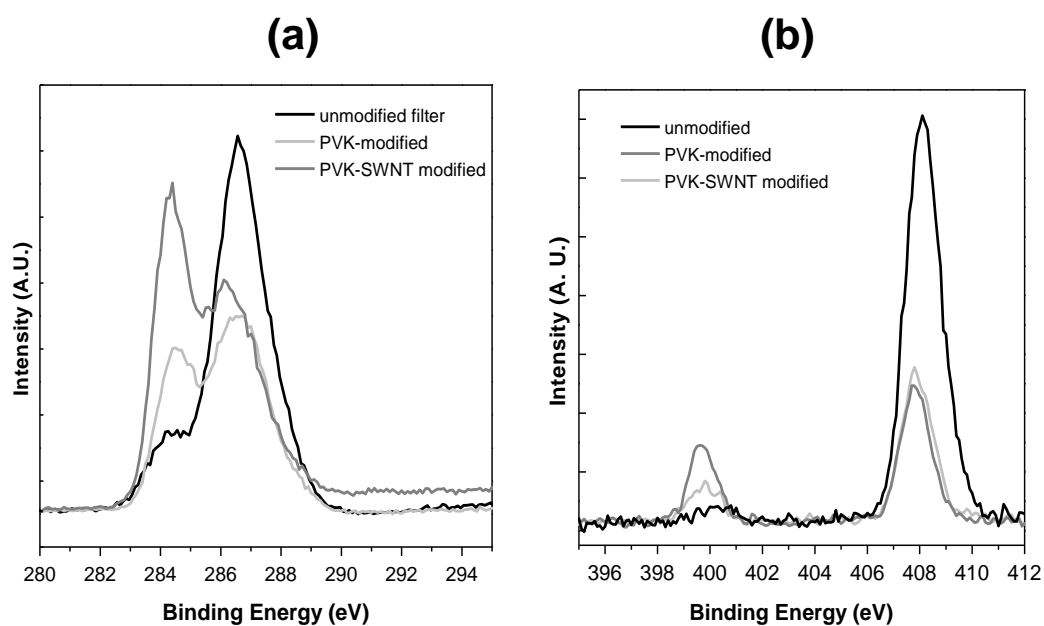 (a)
(b)
unmodified filter
PVK-modified
PVK-SWNT modified
Intensity (A.U.)
280 282 284 286 288 290 292 294
Binding Energy (eV)
unmodified
PVK-modified
PVK-SWNT modified
Intensity (A. U.)
396 398 400 402 404 406 408 410 412
Binding Energy (eV)